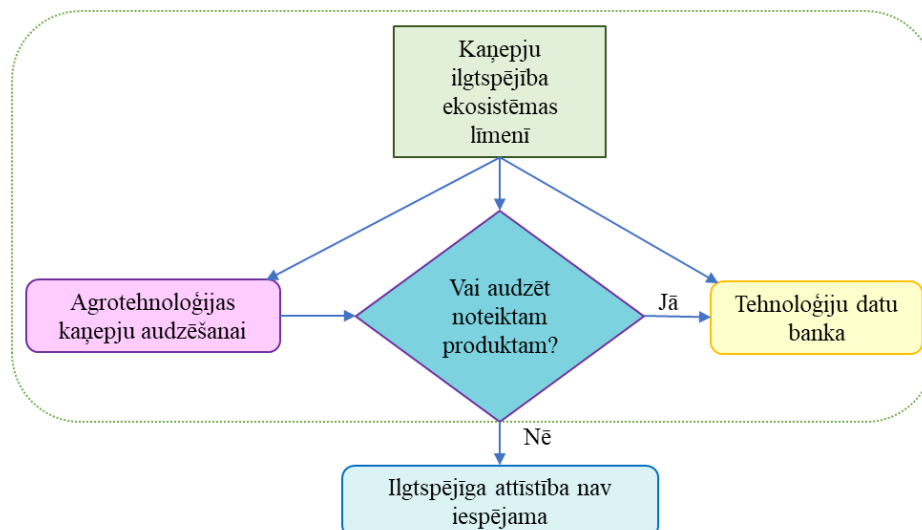 Kaņepju
ilgtspējība
ekosistēmas
līmenī
Agrotehnoloģijas
kaņepju audzēšanai
Vai audzēt
noteiktam
produktam?
Jā
Tehnoloģiju datu
banka
Nē
Ilgtspējīga attīstība nav
iespējama